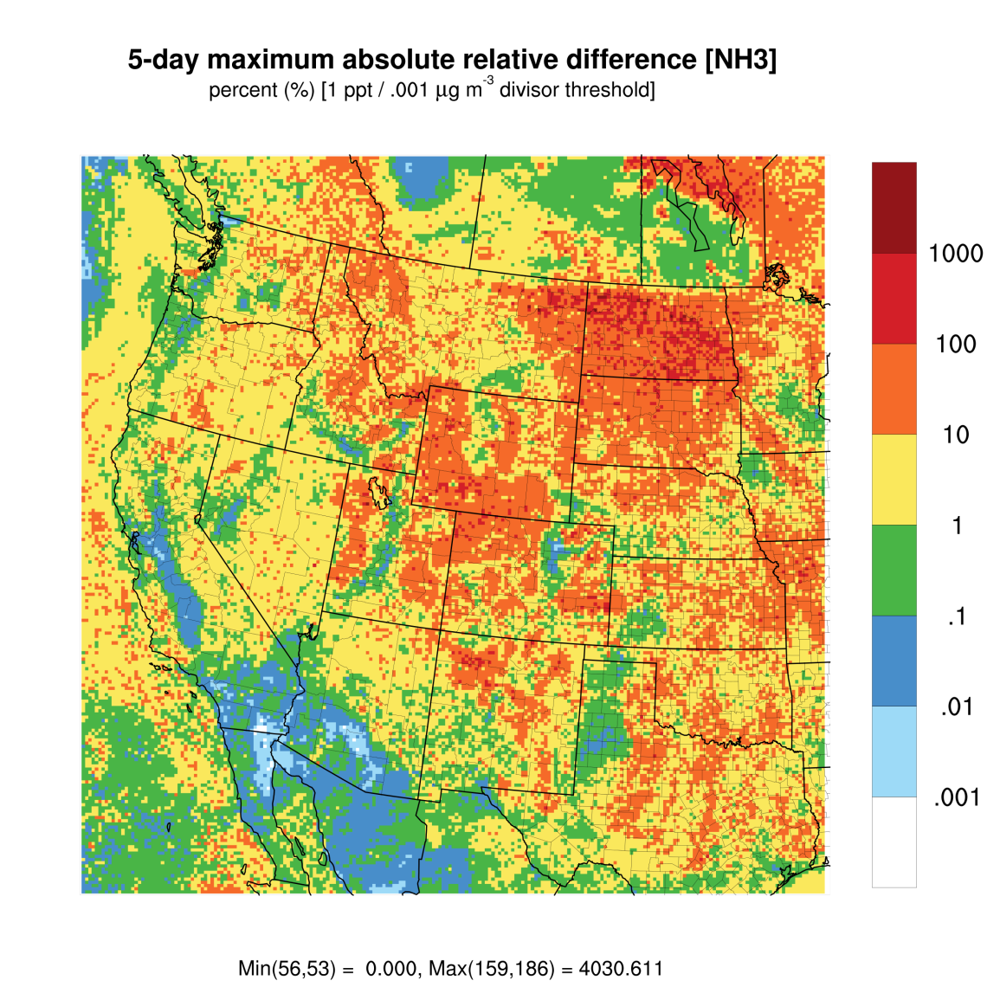 5-day maximum absolute relative difference [NH3]
percent (%) [1 ppt / .001 μg m-3 divisor threshold]
1000
100
10
1
.1
.01
.001
Min(56,53) =  0.000, Max(159,186) = 4030.611